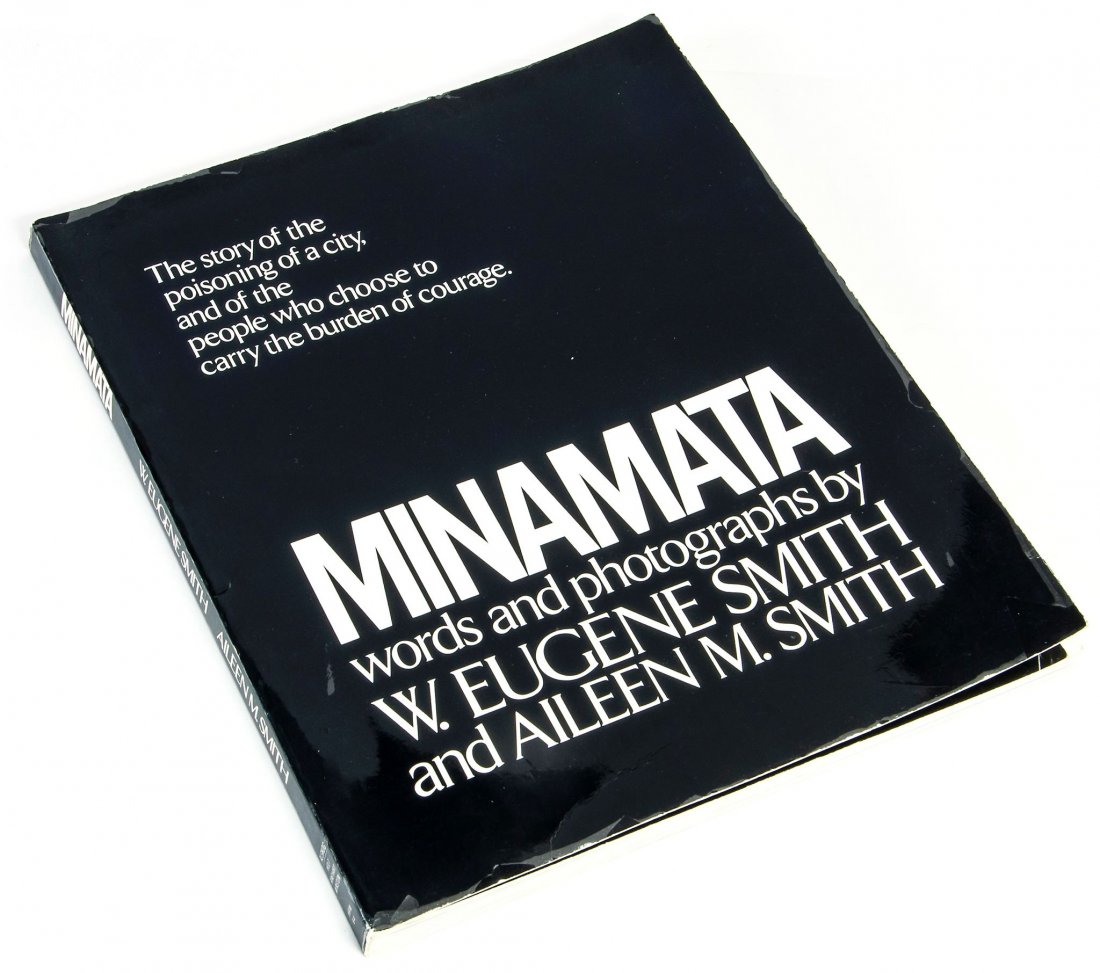 The story of the
poisoning of a city,
and of the
people who choose to
carry the burden of courage.
MINAMATA
words and photographs by
W. EUGENE SMITH
and AILEEN M. SMITH
MINAMATA
W. EUGENE SMITH
AILEEN M. SMITH